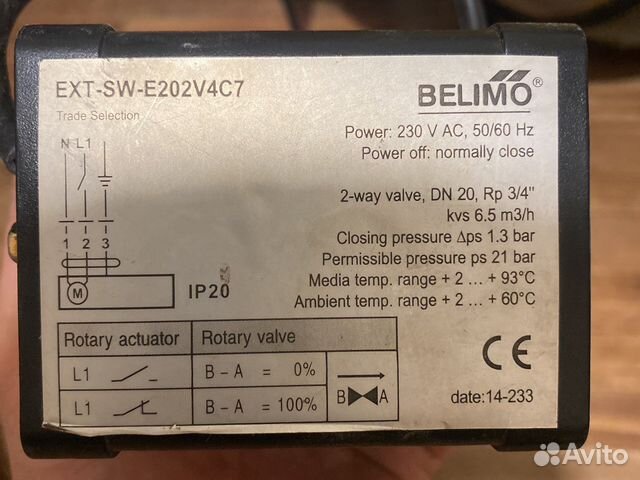 EXT-SW-E202V4C7
Trade Selection
BELIMO®
Power: 230 V AC, 50/60 Hz
Power off: normally close
2-way valve, DN 20, Rp 3/4"
kvs 6.5 m3/h
Closing pressure Δps 1.3 bar
Permissible pressure ps 21 bar
Media temp. range + 2 ... + 93°C
Ambient temp. range + 2 ... + 60°C
N L1
1 2 3
M
IP20
Rotary actuator Rotary valve
L1 B – A = 0%
L1 B – A = 100%
B A
CE
date:14-233
Avito